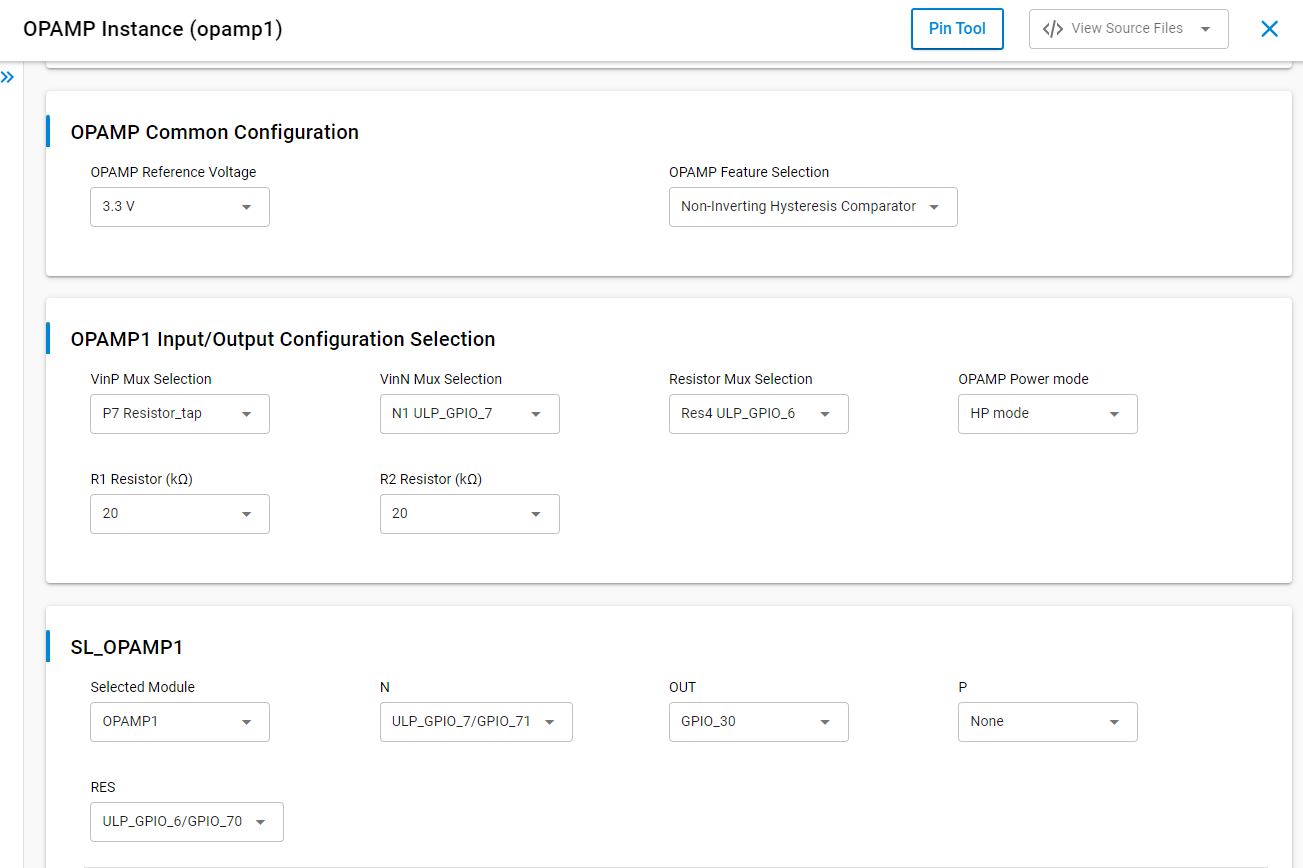 OPAMP Instance (opamp1)
Pin Tool
View Source Files
OPAMP Common Configuration
OPAMP Reference Voltage
OPAMP Feature Selection
3.3 V
Non-Inverting Hysteresis Comparator
OPAMP1 Input/Output Configuration Selection
VinP Mux Selection
VinN Mux Selection
Resistor Mux Selection
OPAMP Power mode
P7 Resistor_tap
N1 ULP_GPIO_7
Res4 ULP_GPIO_6
HP mode
R1 Resistor (kΩ)
R2 Resistor (kΩ)
20
20
SL_OPAMP1
Selected Module
N
OUT
P
OPAMP1
ULP_GPIO_7/GPIO_71
GPIO_30
None
RES
ULP_GPIO_6/GPIO_70